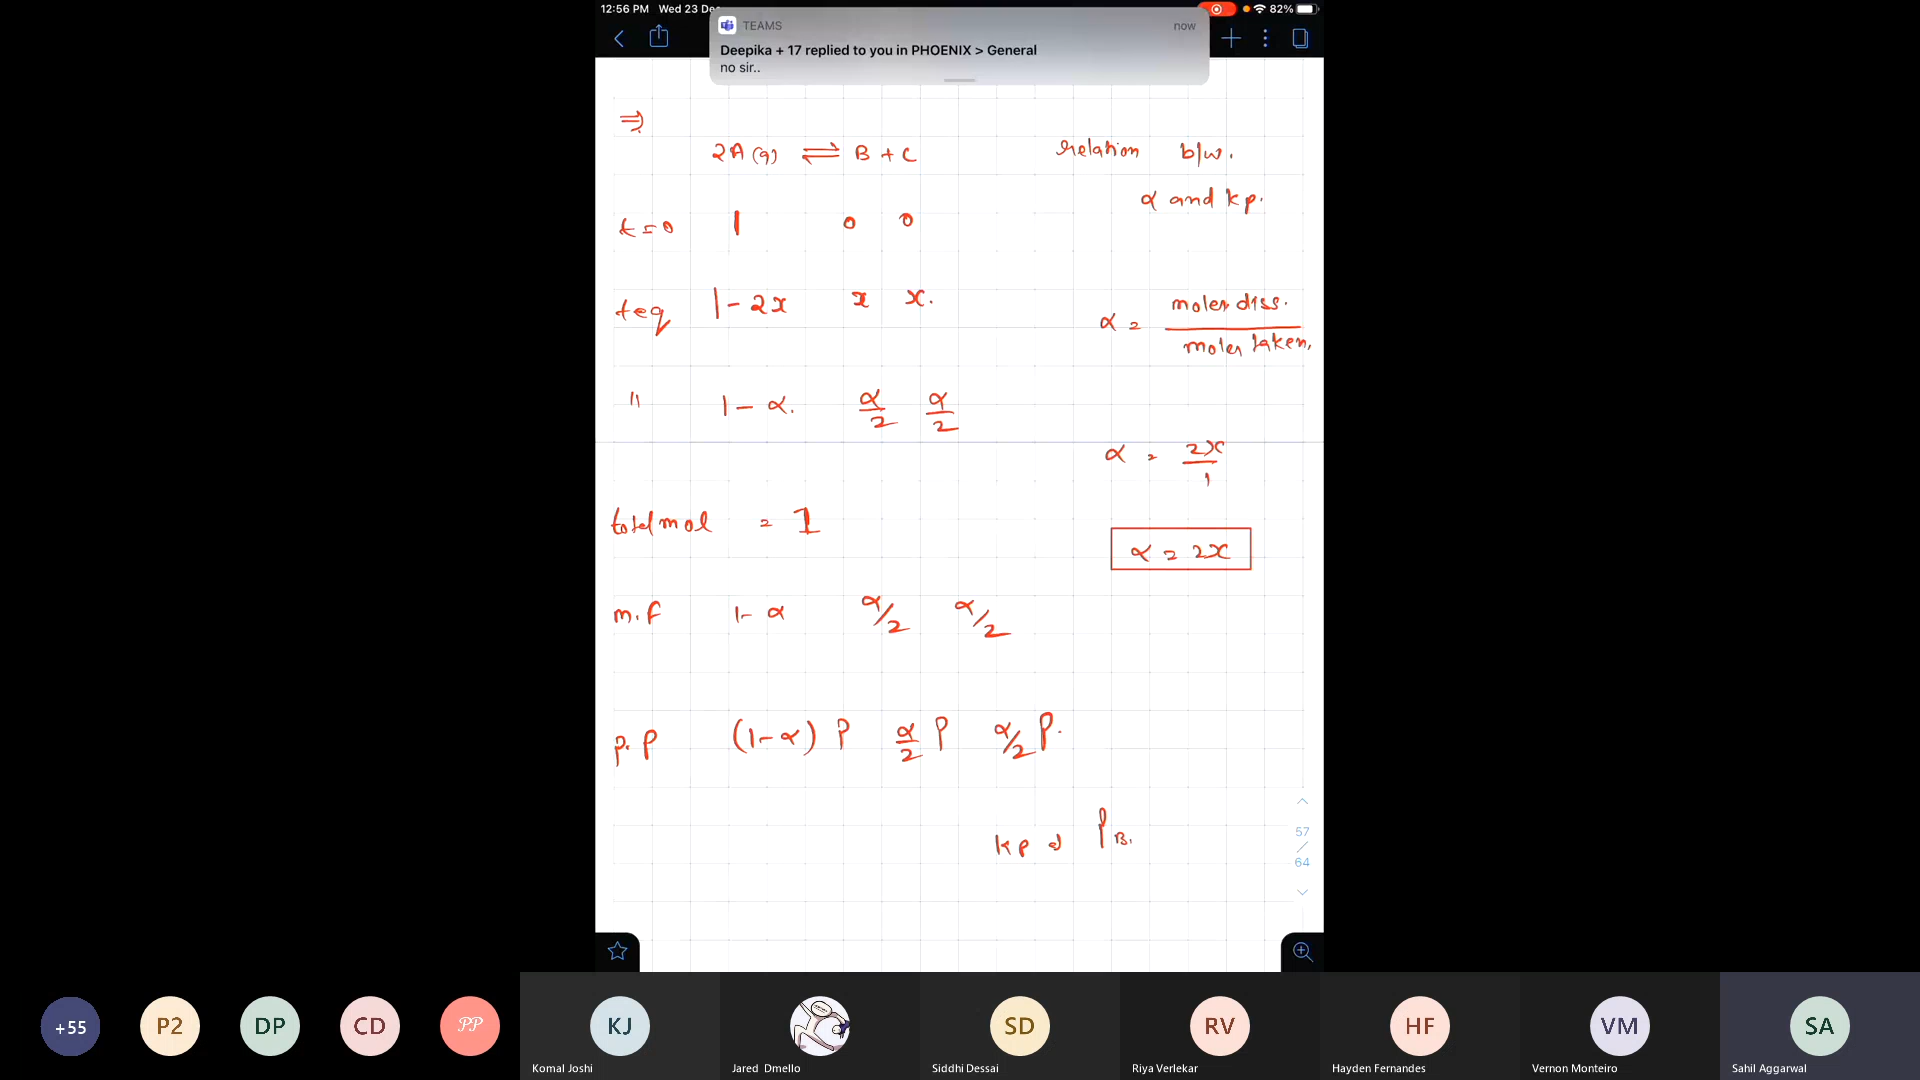 12:56 PM Wed 23 De
82%
TEAMS
now
Deepika + 17 replied to you in PHOENIX > General
no sir..
⇒
2A (g) ⇌ B + C
relation b/w.
α and kp.
t = 0 1 0 0
teq 1 - 2x x x.
α = moles diss. / moles taken.
" 1 - α. α/2 α/2
α = 2x/1
total mol = 1
α = 2x
m.f 1 - α α/2 α/2
p.p (1-α) P α/2 P α/2 P.
kp = PB.
57
/
64
+55
P2
DP
CD
PP
KJ
SD
RV
HF
VM
SA
Komal Joshi
Jared Dmello
Siddhi Dessai
Riya Verlekar
Hayden Fernandes
Vernon Monteiro
Sahil Aggarwal